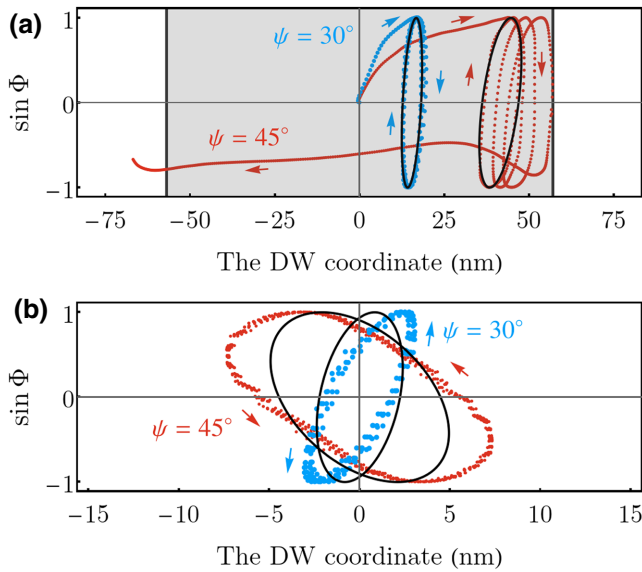 (a)
1
ψ = 30°
sin Φ
0
ψ = 45°
−1
−75 −50 −25 0 25 50 75
The DW coordinate (nm)
(b)
1
ψ = 30°
sin Φ
0
ψ = 45°
−1
−15 −10 −5 0 5 10 15
The DW coordinate (nm)